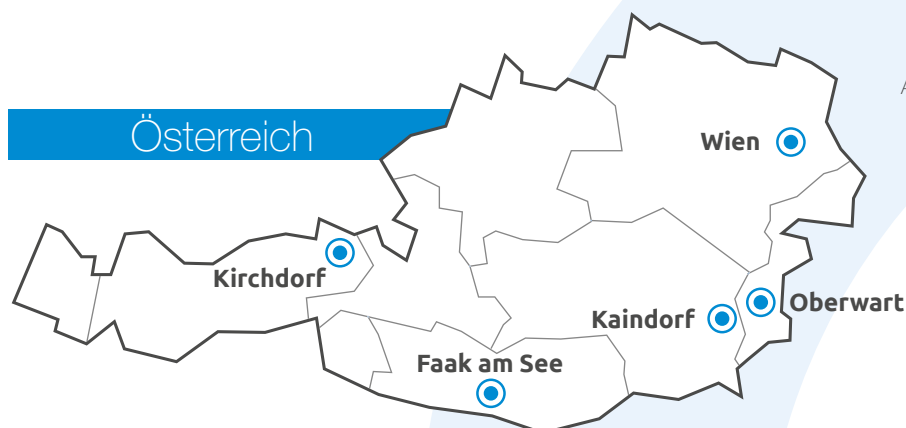 A
Österreich
Wien
Kirchdorf
Oberwart
Kaindorf
Faak am See